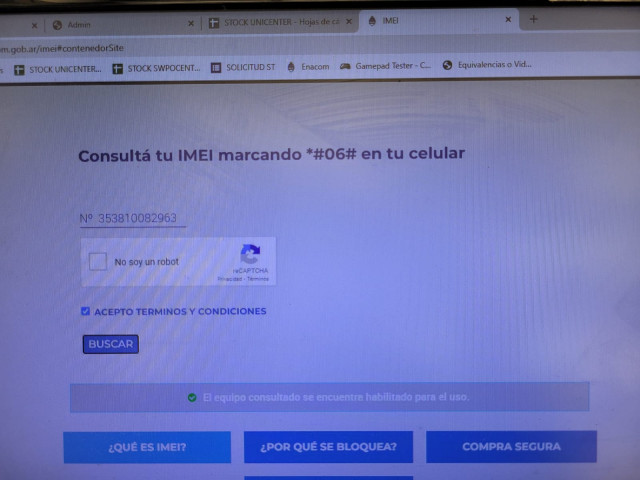 Admin
STOCK UNICENTER - Hojas de cá
IMEI
m.gob.ar/imei#contenedorSite
STOCK UNICENTER...
STOCK SWPOCENT...
SOLICITUD ST
Enacom
Gamepad Tester - C...
Equivalencias o Vid...
Consultá tu IMEI marcando *#06# en tu celular
Nº 353810082963
No soy un robot
reCAPTCHA
Privacidad - Términos
ACEPTO TERMINOS Y CONDICIONES
BUSCAR
El equipo consultado se encuentre habilitado para el uso.
¿QUÉ ES IMEI?
¿POR QUÉ SE BLOQUEA?
COMPRA SEGURA